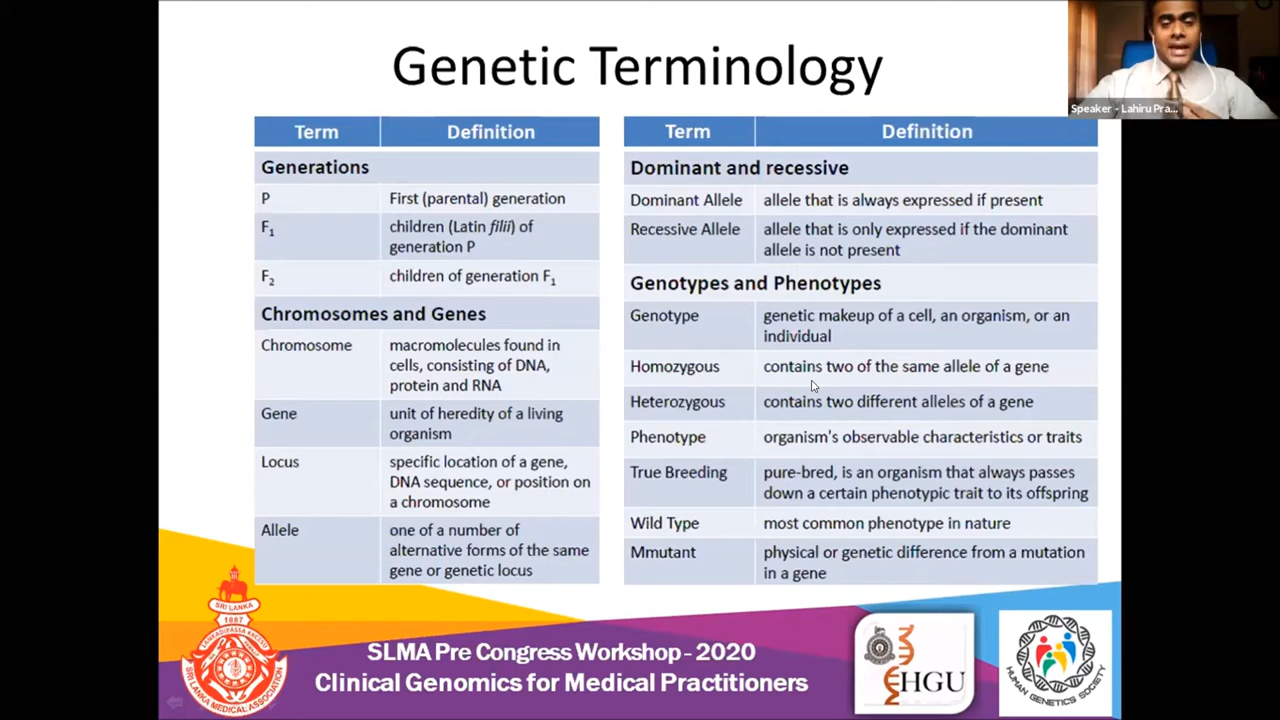 Genetic Terminology
Speaker - Lahiru Pra...
Term Definition
Generations
P First (parental) generation
F₁ children (Latin filii) of
generation P
F₂ children of generation F₁
Chromosomes and Genes
Chromosome macromolecules found in
cells, consisting of DNA,
protein and RNA
Gene unit of heredity of a living
organism
Locus specific location of a gene,
DNA sequence, or position on
a chromosome
Allele one of a number of
alternative forms of the same
gene or genetic locus
Term Definition
Dominant and recessive
Dominant Allele allele that is always expressed if present
Recessive Allele allele that is only expressed if the dominant
allele is not present
Genotypes and Phenotypes
Genotype genetic makeup of a cell, an organism, or an
individual
Homozygous contains two of the same allele of a gene
Heterozygous contains two different alleles of a gene
Phenotype organism's observable characteristics or traits
True Breeding pure-bred, is an organism that always passes
down a certain phenotypic trait to its offspring
Wild Type most common phenotype in nature
Mmutant physical or genetic difference from a mutation
in a gene
SRI LANKA
1887
SRI LANKA MEDICAL ASSOCIATION
SLMA Pre Congress Workshop - 2020
Clinical Genomics for Medical Practitioners
HGU
HUMAN GENETICS SOCIETY